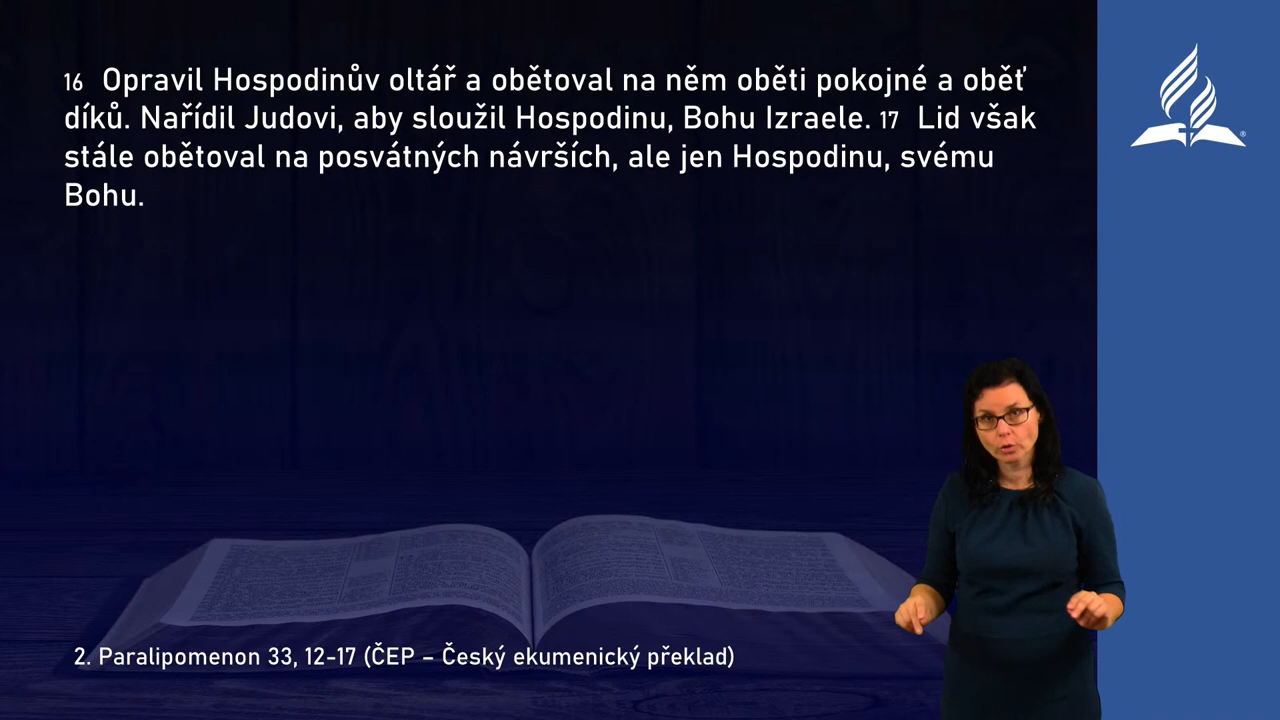 16 Opravil Hospodinův oltář a obětoval na něm oběti pokojné a oběť
díků. Nařídil Judovi, aby sloužil Hospodinu, Bohu Izraele. 17 Lid však
stále obětoval na posvátných návrších, ale jen Hospodinu, svému
Bohu.
2. Paralipomenon 33, 12-17 (ČEP – Český ekumenický překlad)